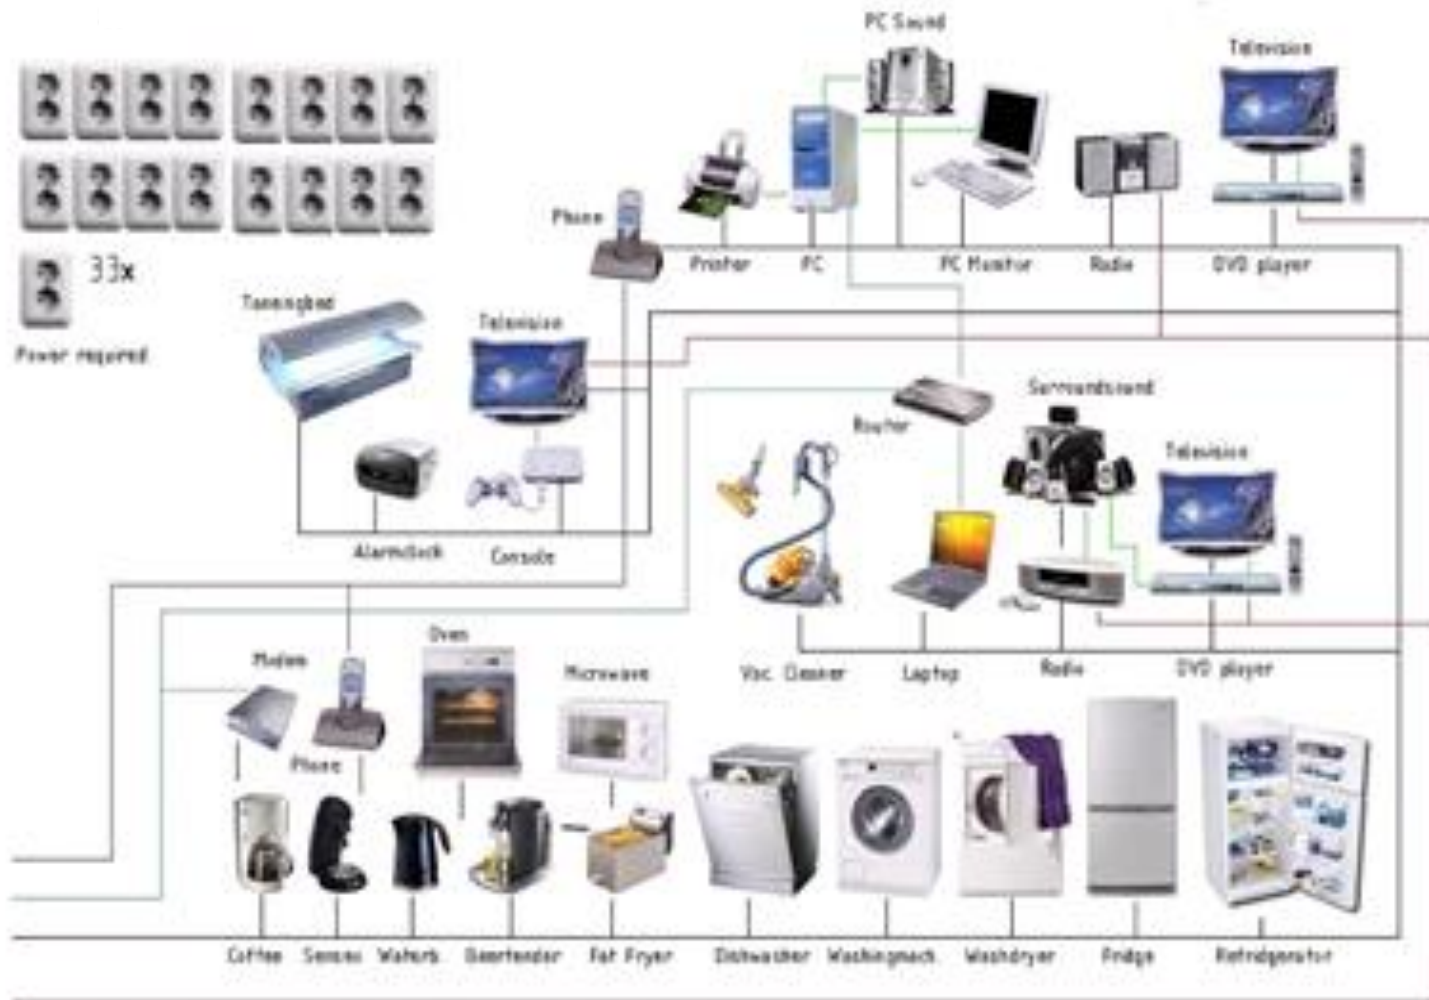 PC Sound
Television
Phone
Printer
PC
PC Monitor
Radio
DVD player
33x
Power required
Tanningbed
Television
Alarmclock
Console
Router
Surroundsound
Television
Vac. Cleaner
Laptop
Radio
DVD player
Modem
Oven
Microwave
Phone
Coffee
Senseo
Waterb.
Beertender
Fat Fryer
Dishwasher
Washingmach.
Washdryer
Fridge